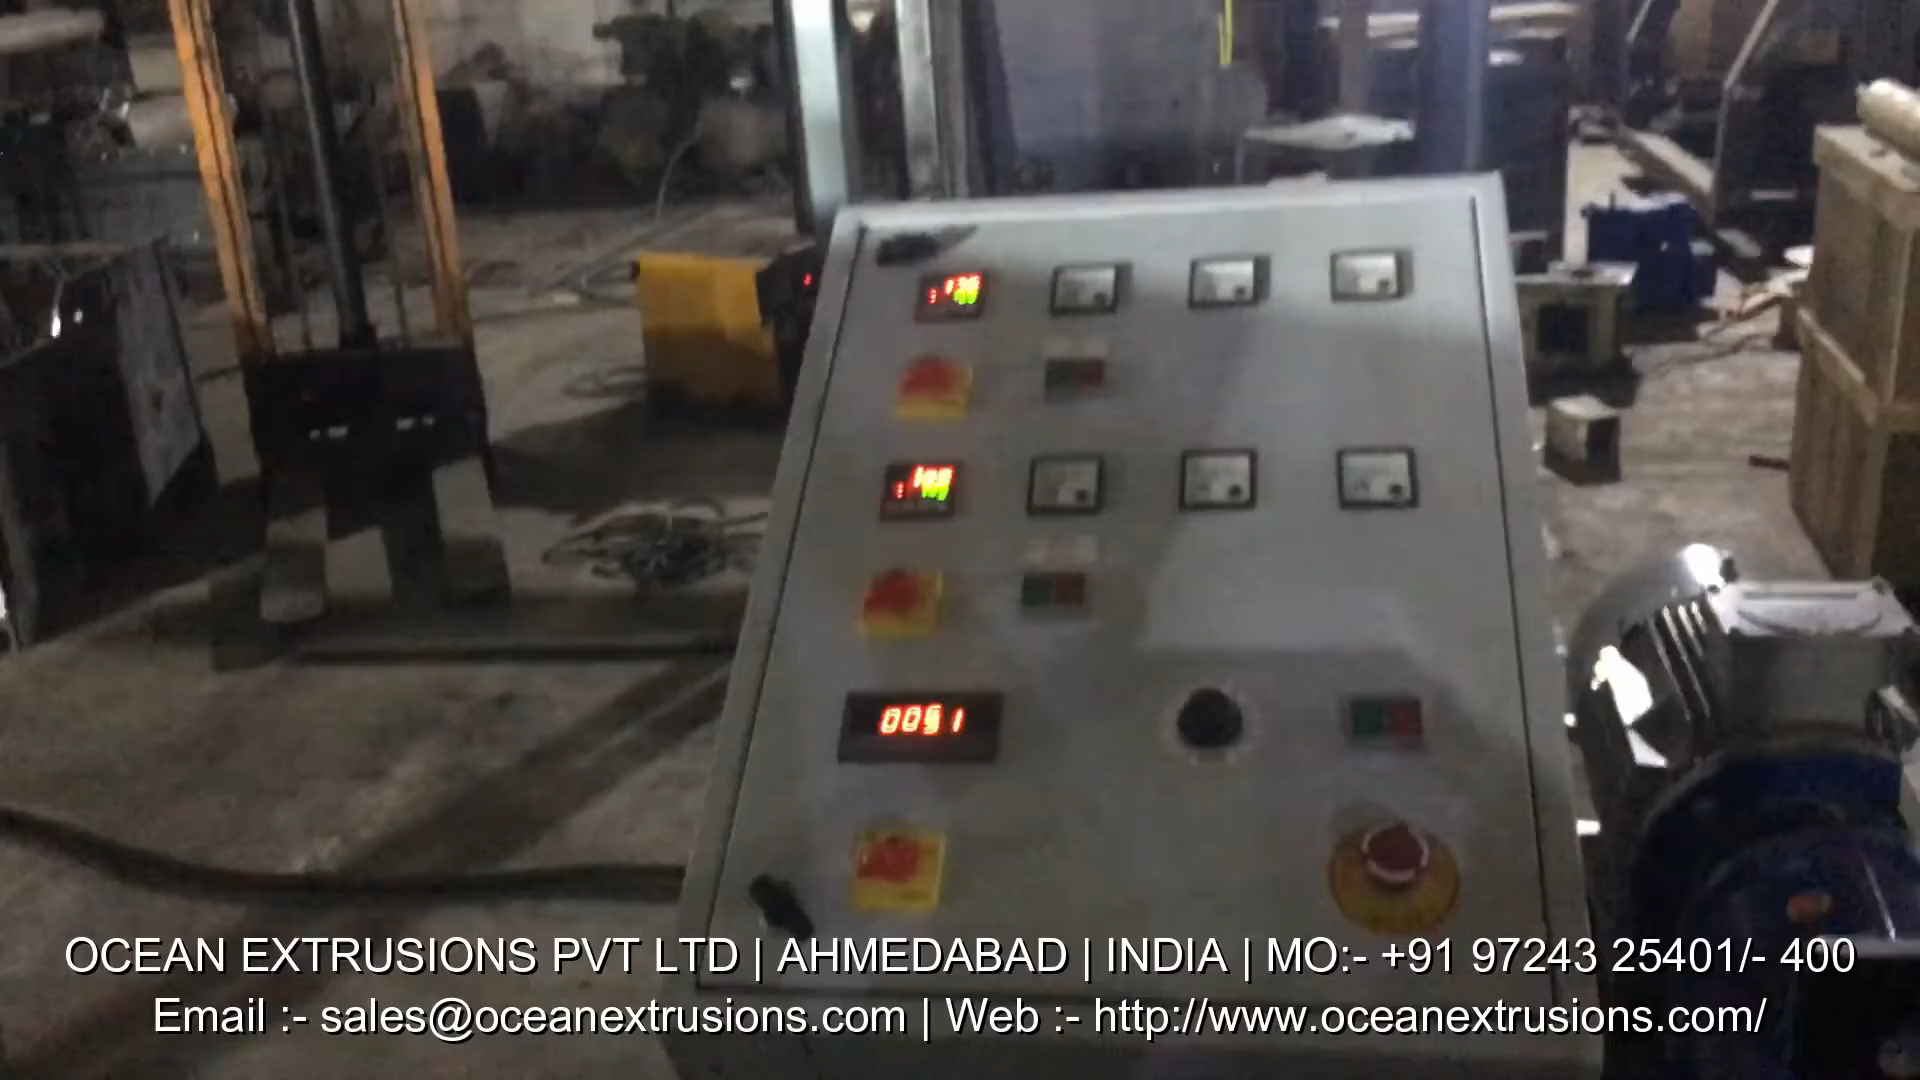 OCEAN EXTRUSIONS PVT LTD | AHMEDABAD | INDIA | MO:- +91 97243 25401/- 400
Email :- sales@oceanextrusions.com | Web :- http://www.oceanextrusions.com/